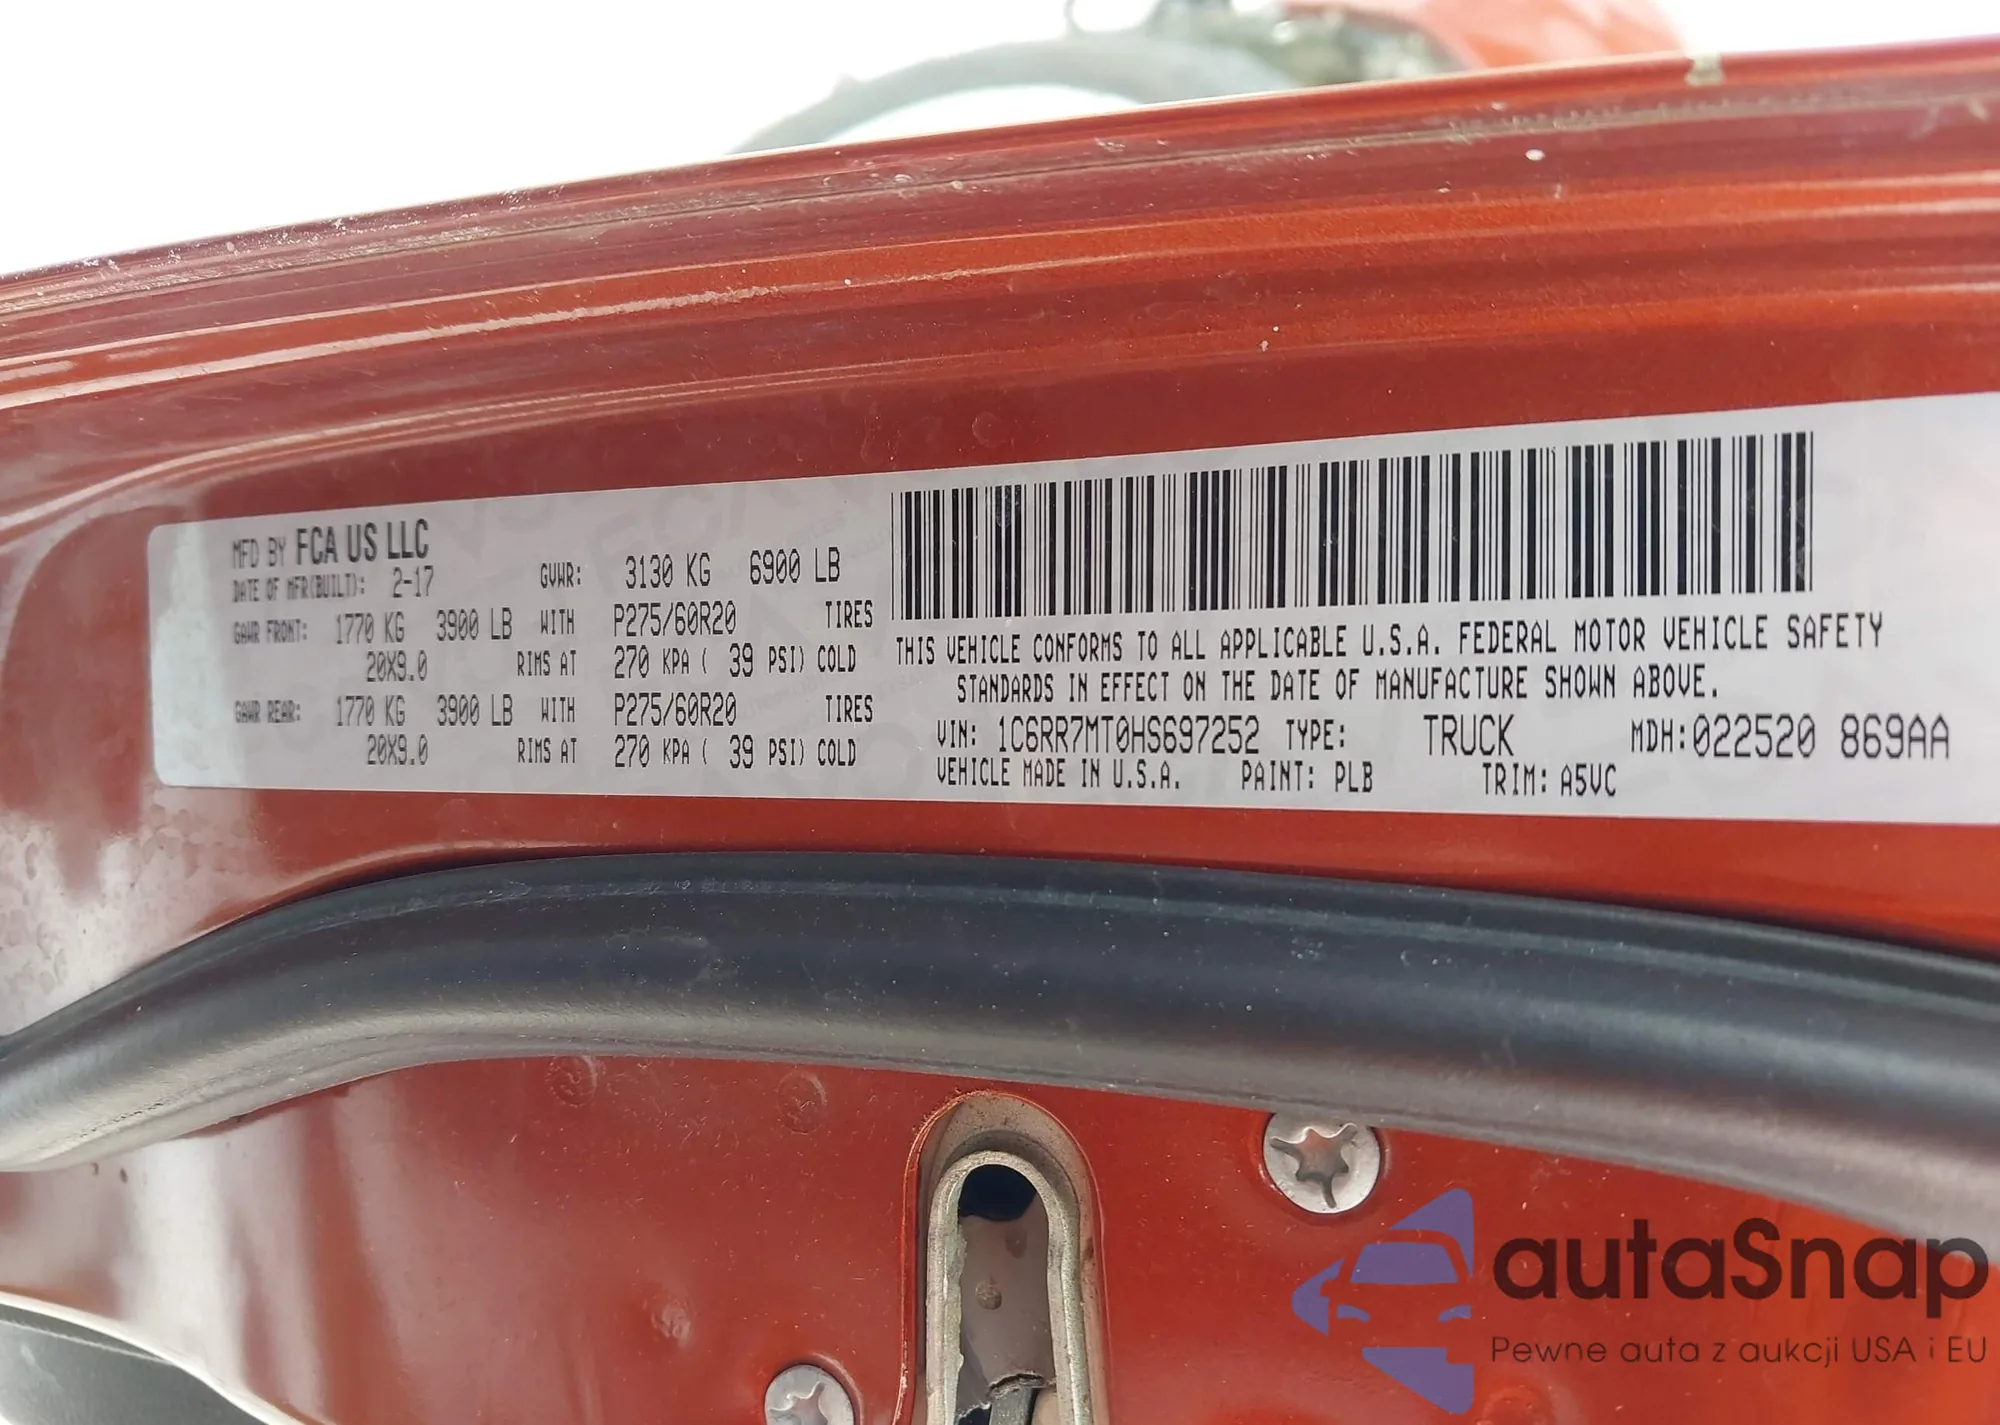 MFD BY FCA US LLC
DATE OF MFR(BUILT): 2-17 GVWR: 3130 KG 6900 LB
GAWR FRONT: 1770 KG 3900 LB WITH P275/60R20 TIRES
20X9.0 RIMS AT 270 KPA ( 39 PSI) COLD
GAWR REAR: 1770 KG 3900 LB WITH P275/60R20 TIRES
20X9.0 RIMS AT 270 KPA ( 39 PSI) COLD
THIS VEHICLE CONFORMS TO ALL APPLICABLE U.S.A. FEDERAL MOTOR VEHICLE SAFETY
STANDARDS IN EFFECT ON THE DATE OF MANUFACTURE SHOWN ABOVE.
VIN: 1C6RR7MT0HS697252 TYPE: TRUCK MDH:022520 869AA
VEHICLE MADE IN U.S.A. PAINT: PLB TRIM: A5VC
autaSnap
Pewne auta z aukcji USA i EU